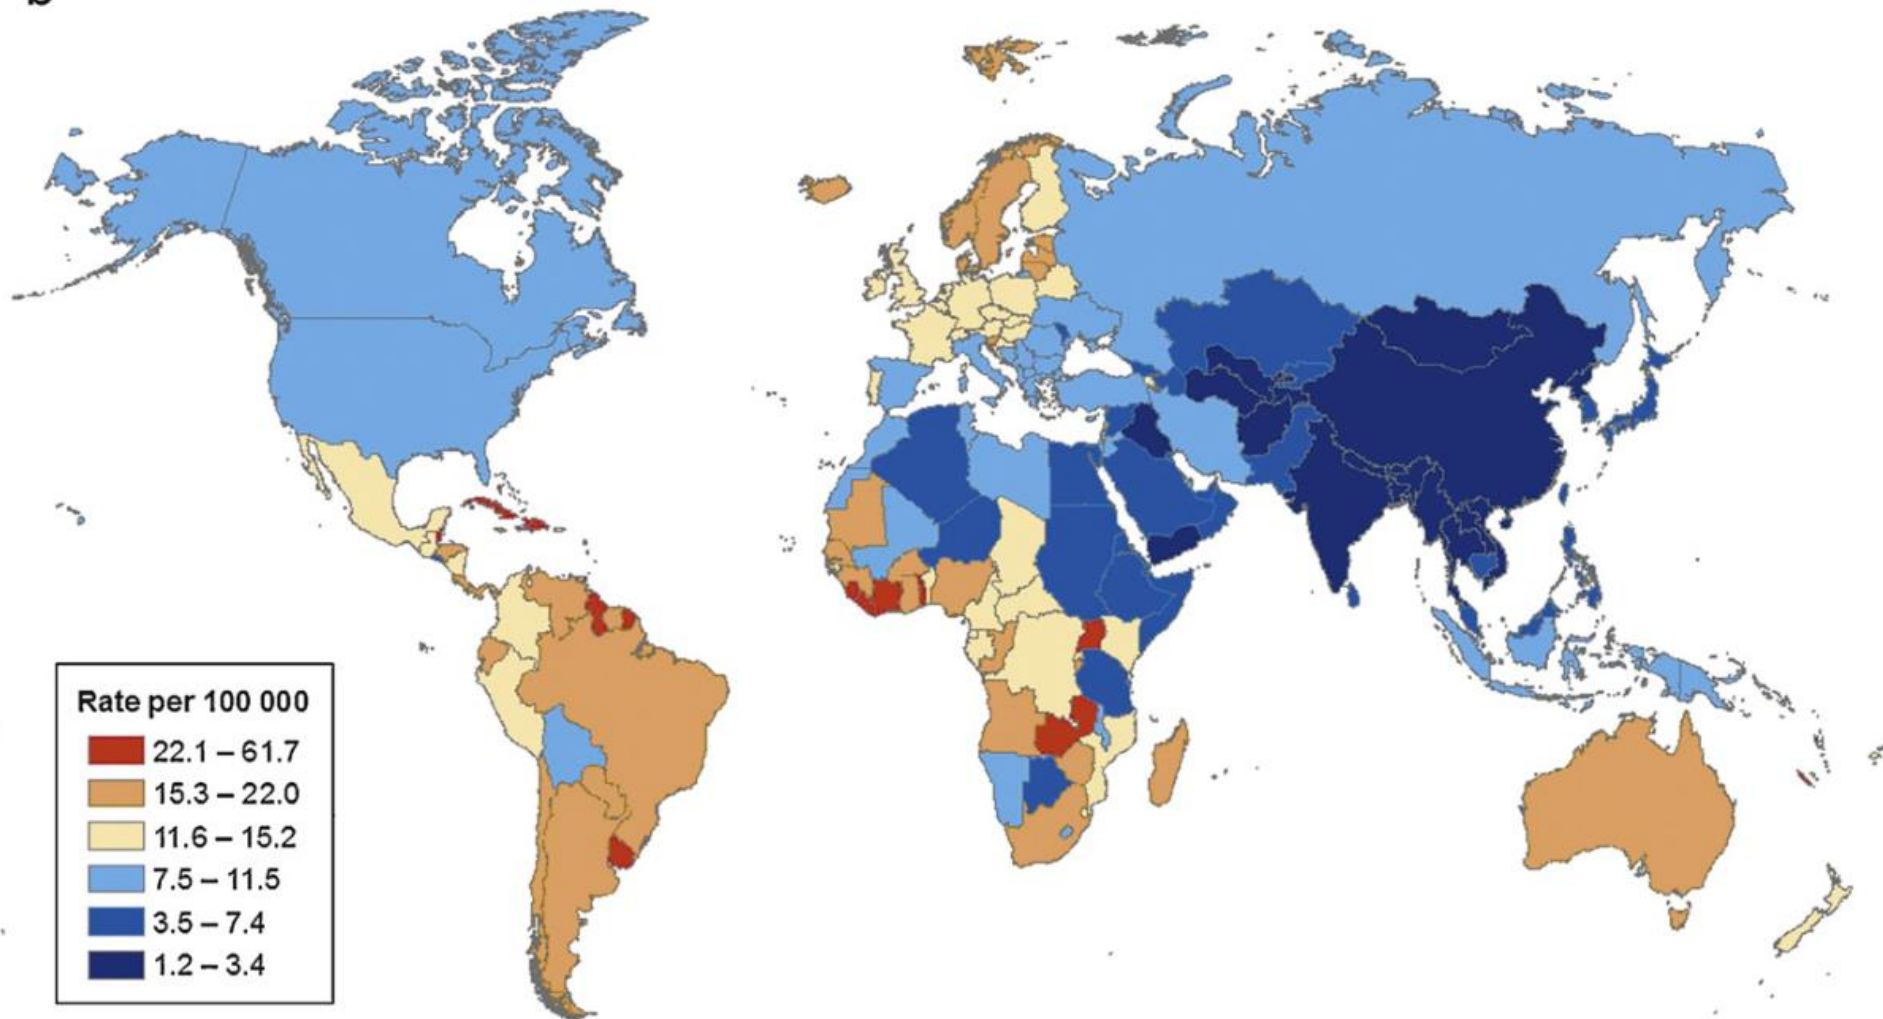 b
Rate per 100 000
22.1 – 61.7
15.3 – 22.0
11.6 – 15.2
7.5 – 11.5
3.5 – 7.4
1.2 – 3.4